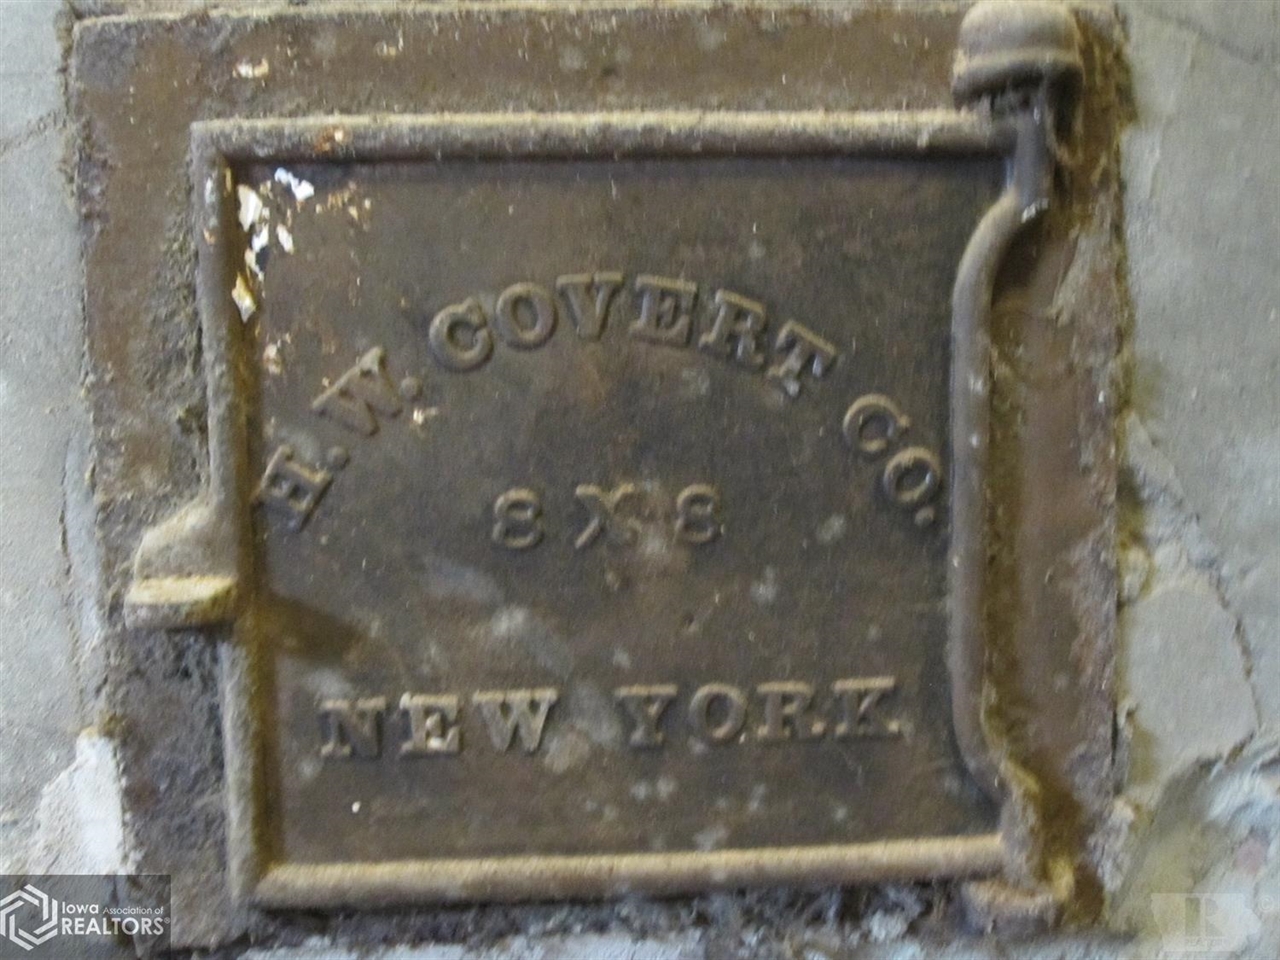 H.W. COVERT CO.
8X8
NEW YORK.
Iowa Association of
REALTORS®